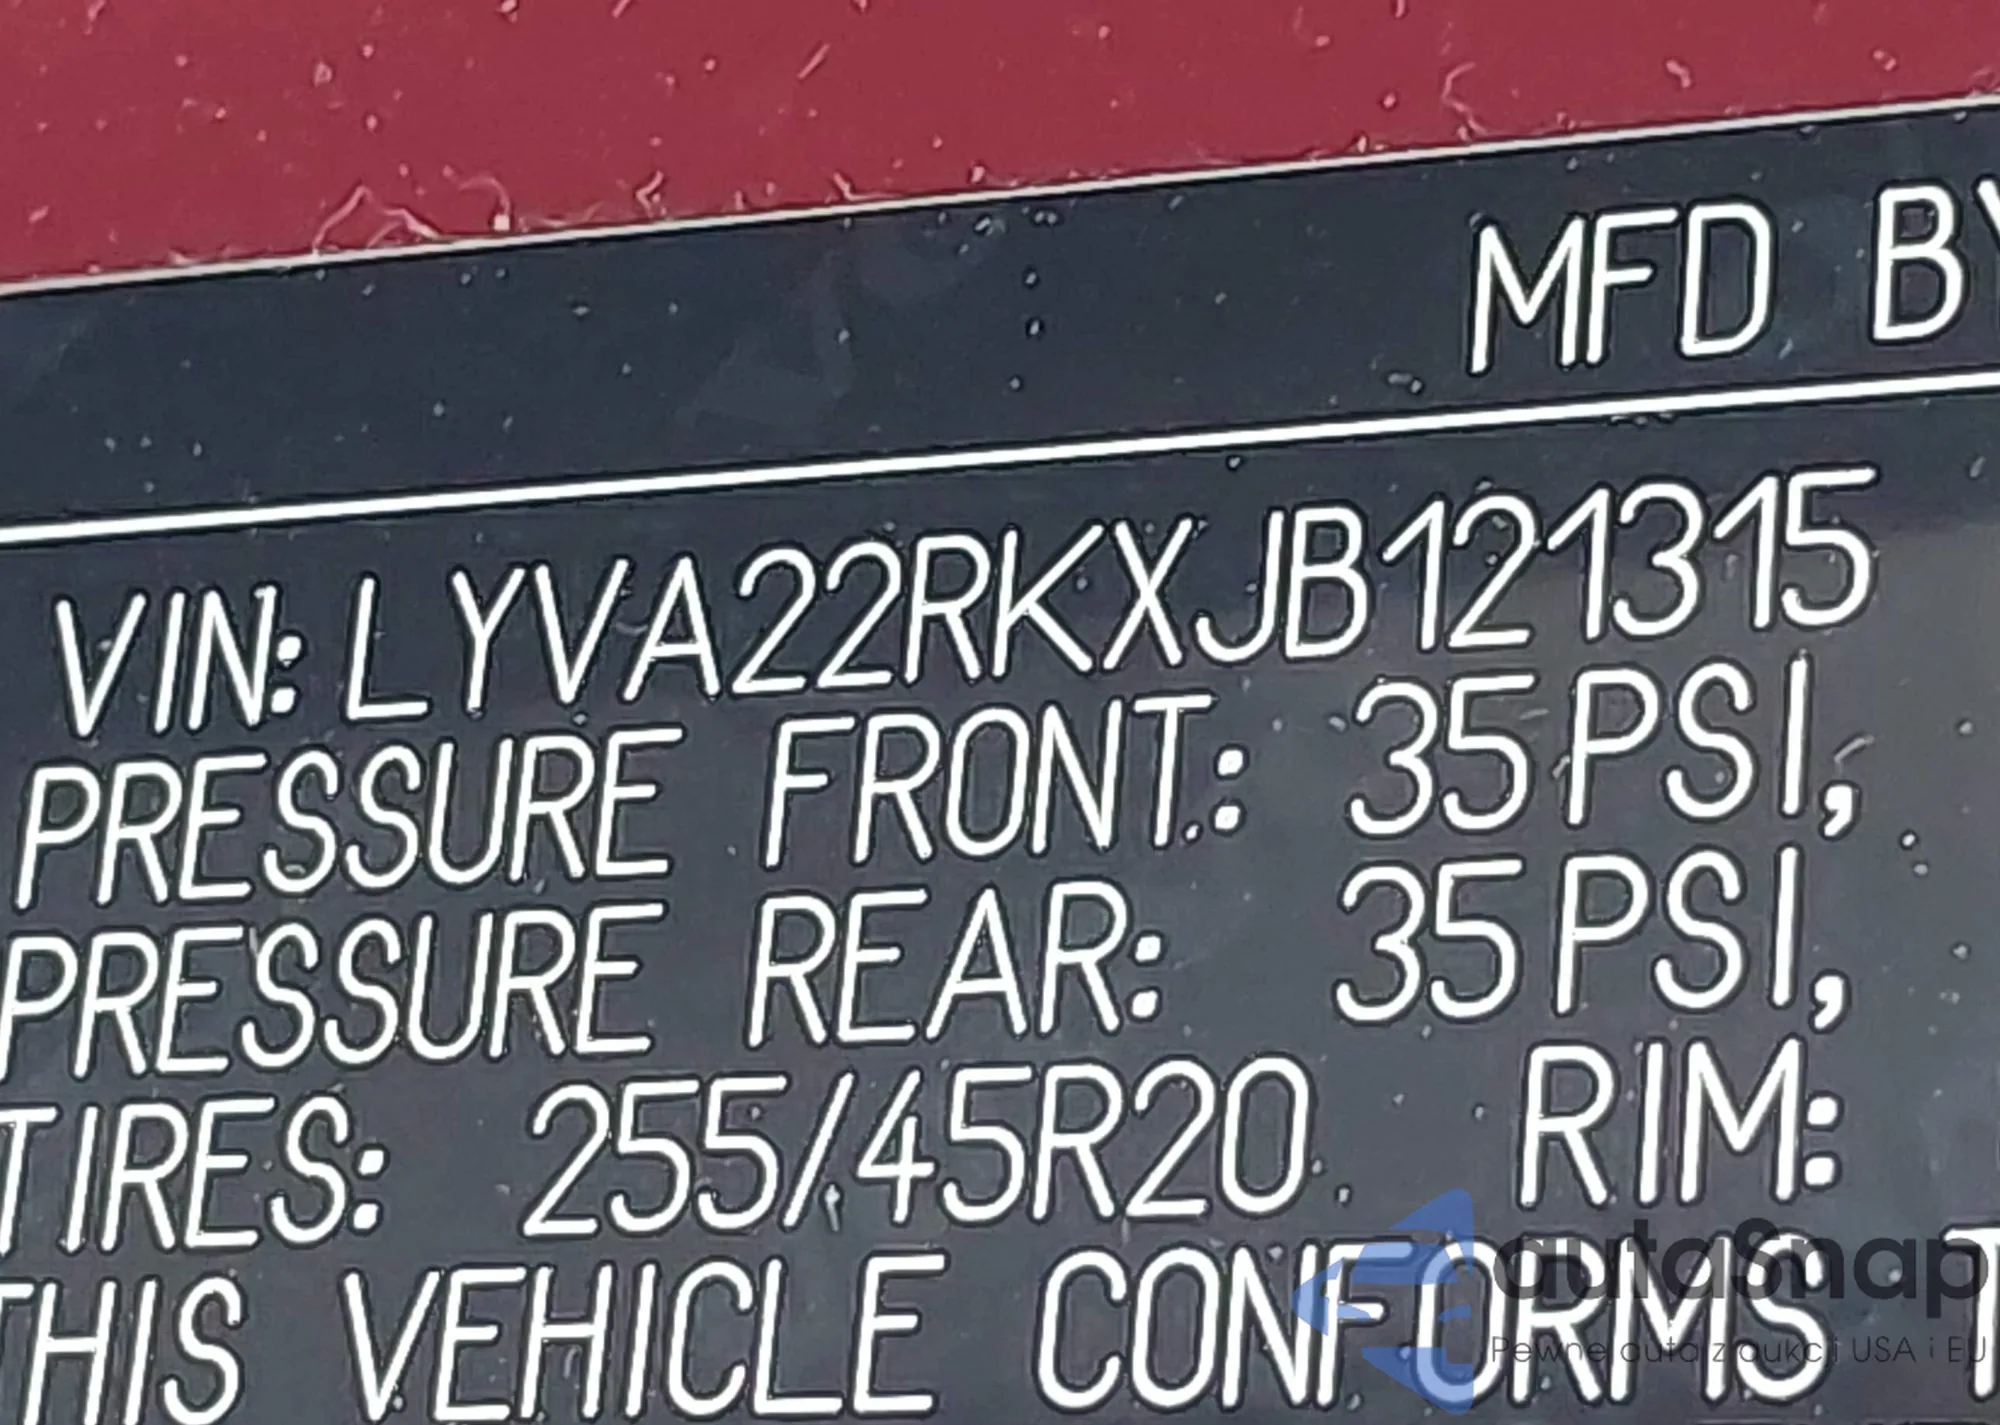 MFD BY
VIN: LYVA22RKXJB121315
PRESSURE FRONT: 35PSI,
PRESSURE REAR: 35PSI,
TIRES: 255/45R20 RIM:
THIS VEHICLE CONFORMS T
autoSnap
Pewne auta z aukcji USA i EU